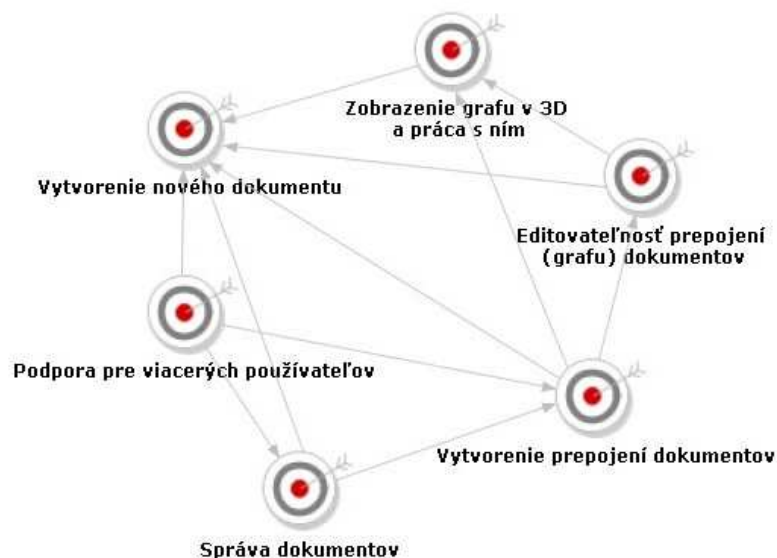 Zobrazenie grafu v 3D
a práca s ním
Vytvorenie nového dokumentu
Editovateľnosť prepojení
(grafu) dokumentov
Podpora pre viacerých používateľov
Vytvorenie prepojení dokumentov
Správa dokumentov